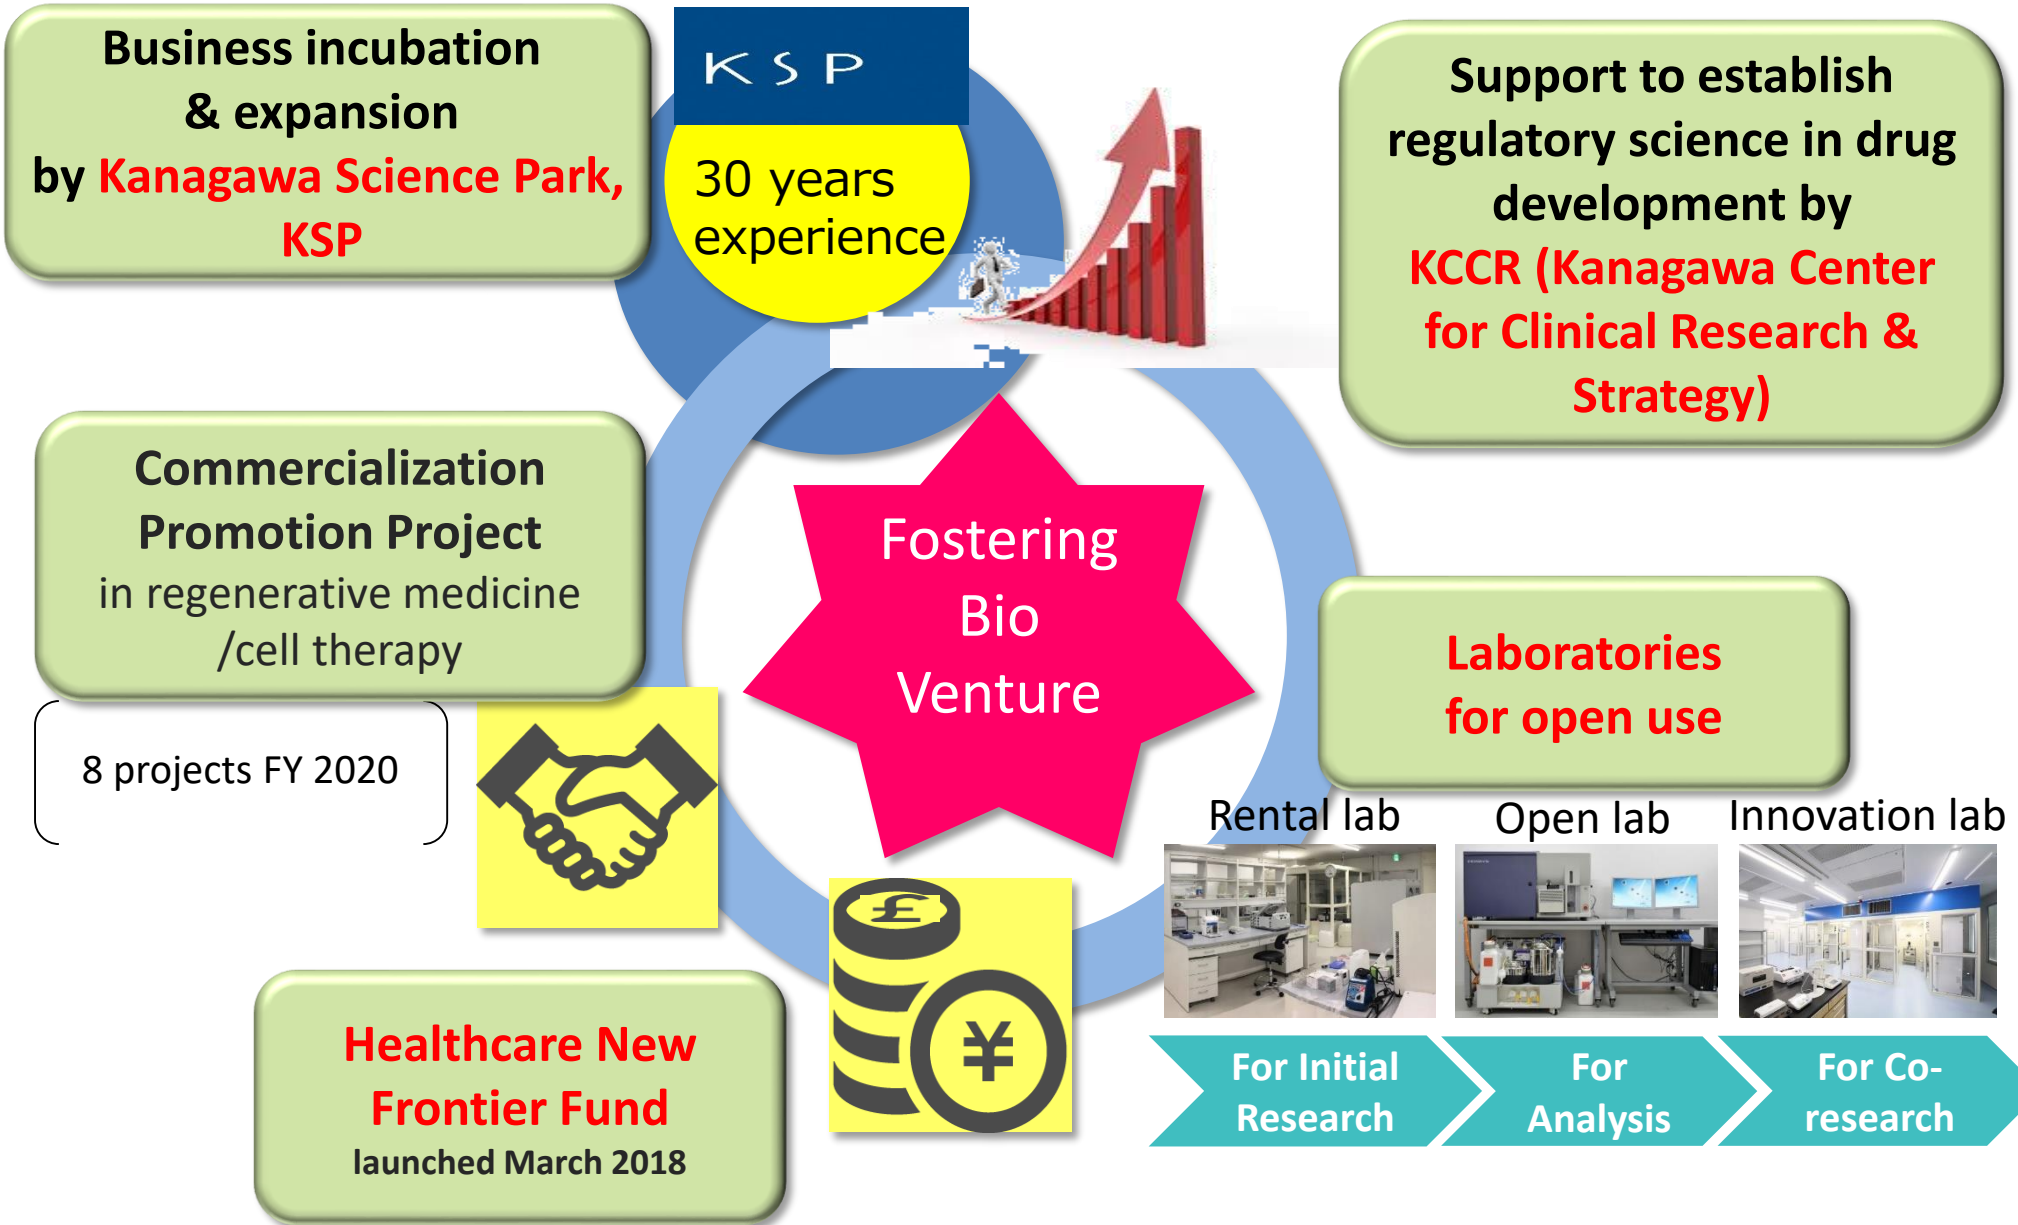 Business incubation
& expansion
by Kanagawa Science Park,
KSP
KSP
30 years
experience
Support to establish
regulatory science in drug
development by
KCCR (Kanagawa Center
for Clinical Research &
Strategy)
Commercialization
Promotion Project
in regenerative medicine
/cell therapy
8 projects FY 2020
Fostering
Bio
Venture
Laboratories
for open use
Rental lab
Open lab
Innovation lab
For Initial
Research
For
Analysis
For Co-
research
£
¥
Healthcare New
Frontier Fund
launched March 2018